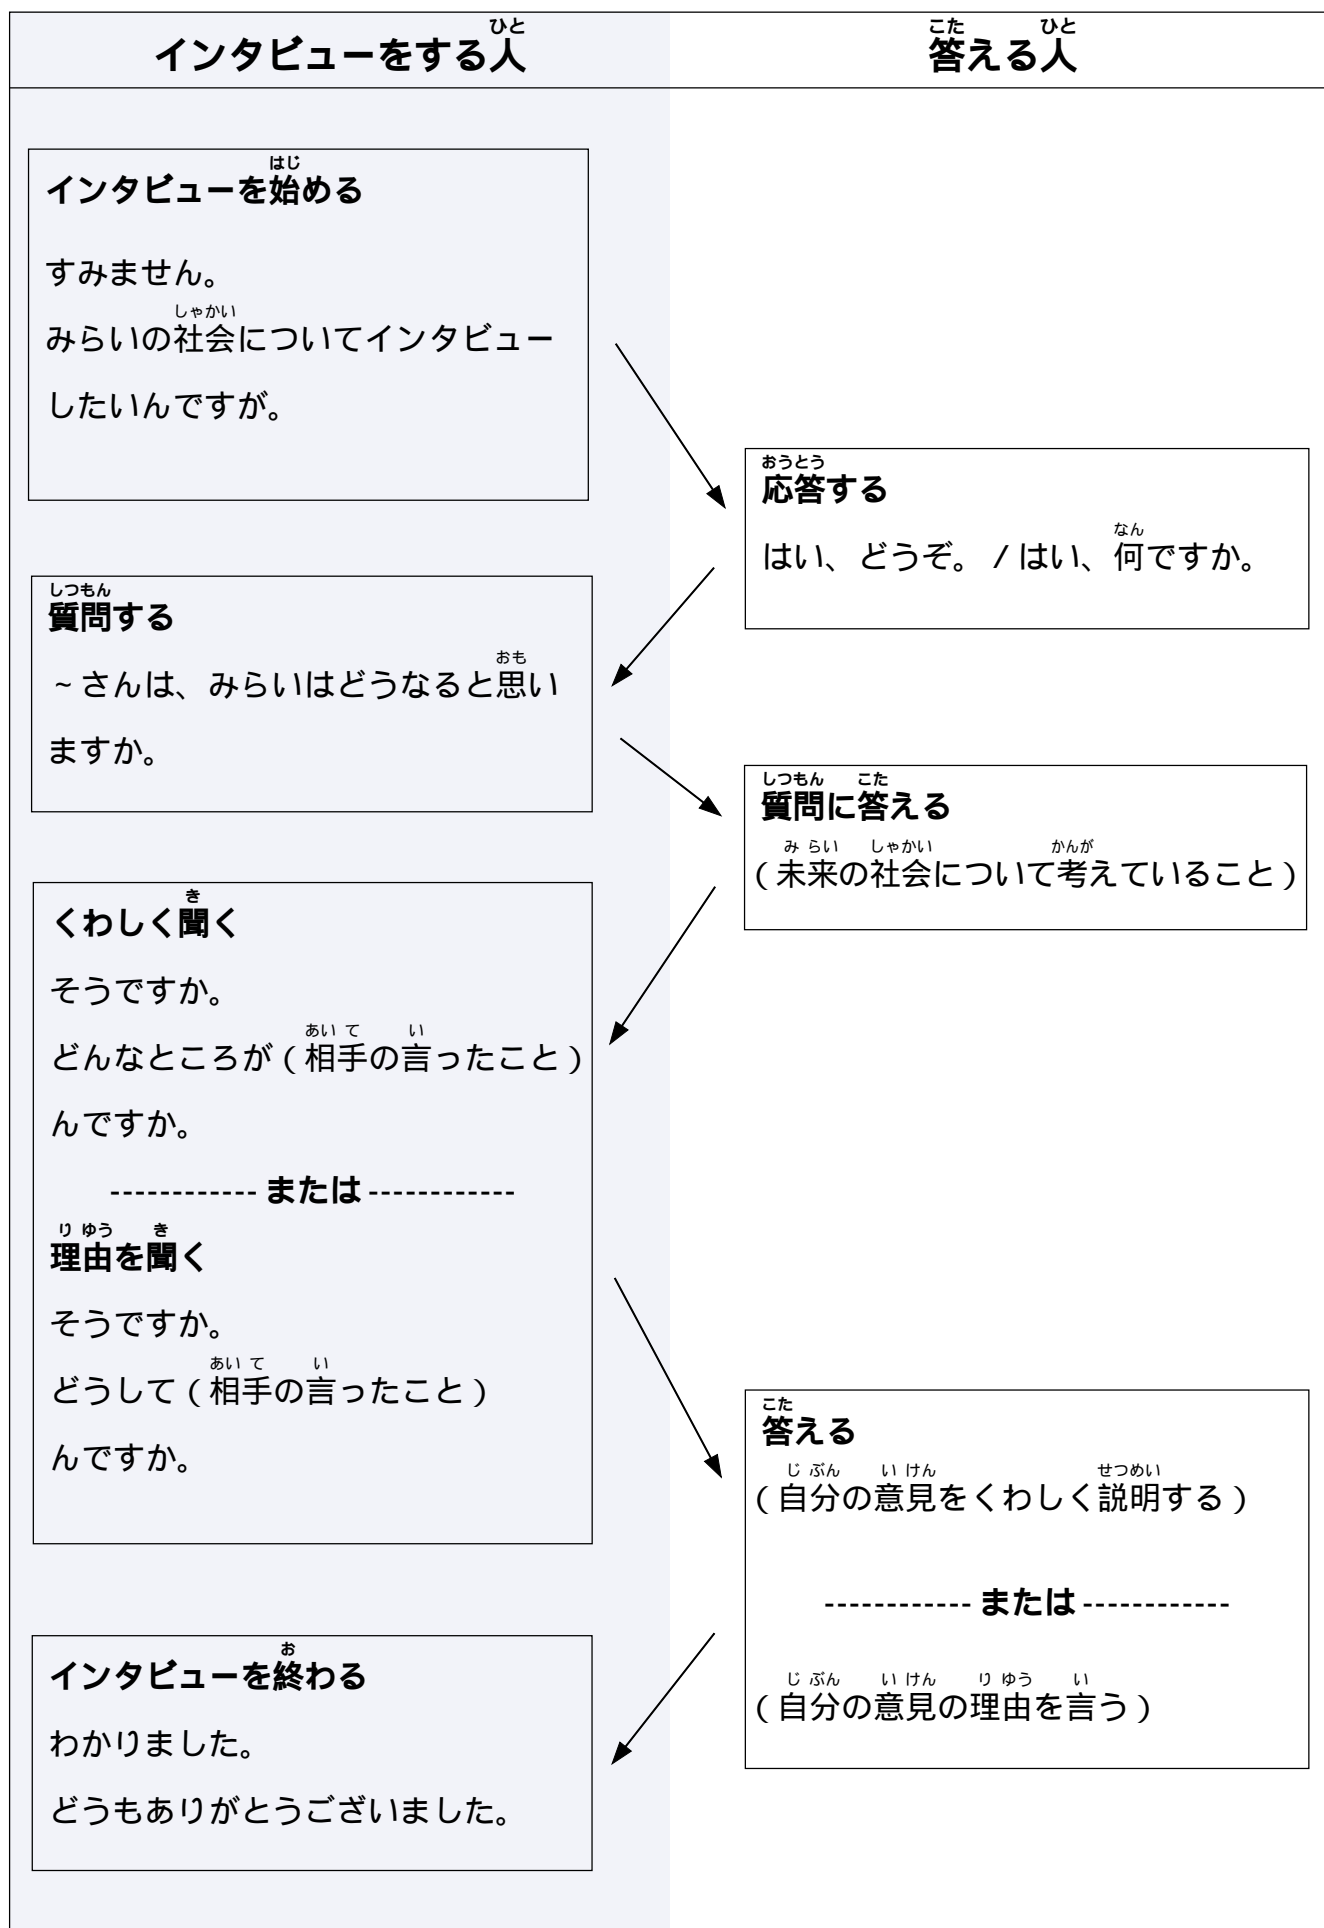 インタビューをする人
答える人
インタビューを始める
すみません。
みらいの社会についてインタビュー
したいんですが。
応答する
はい、どうぞ。/はい、何ですか。
質問する
~さんは、みらいはどうなると思い
ますか。
質問に答える
(未来の社会について考えていること)
くわしく聞く
そうですか。
どんなところが(相手の言ったこと)
んですか。
------------ または ------------
理由を聞く
そうですか。
どうして(相手の言ったこと)
んですか。
答える
(自分の意見をくわしく説明する)
------------ または ------------
(自分の意見の理由を言う)
インタビューを終わる
わかりました。
どうもありがとうございました。